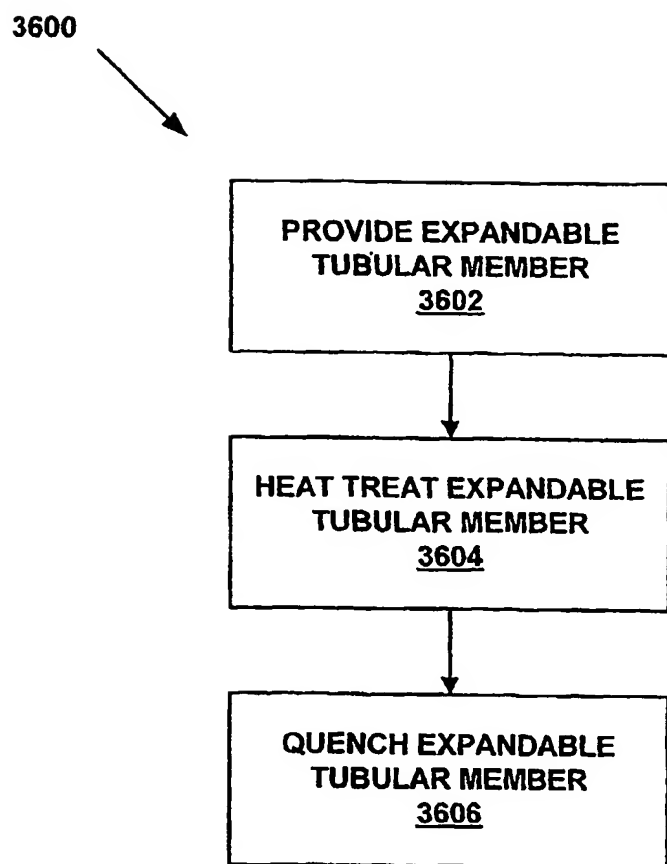 3600
PROVIDE EXPANDABLE
TUBULAR MEMBER
3602
HEAT TREAT EXPANDABLE
TUBULAR MEMBER
3604
QUENCH EXPANDABLE
TUBULAR MEMBER
3606